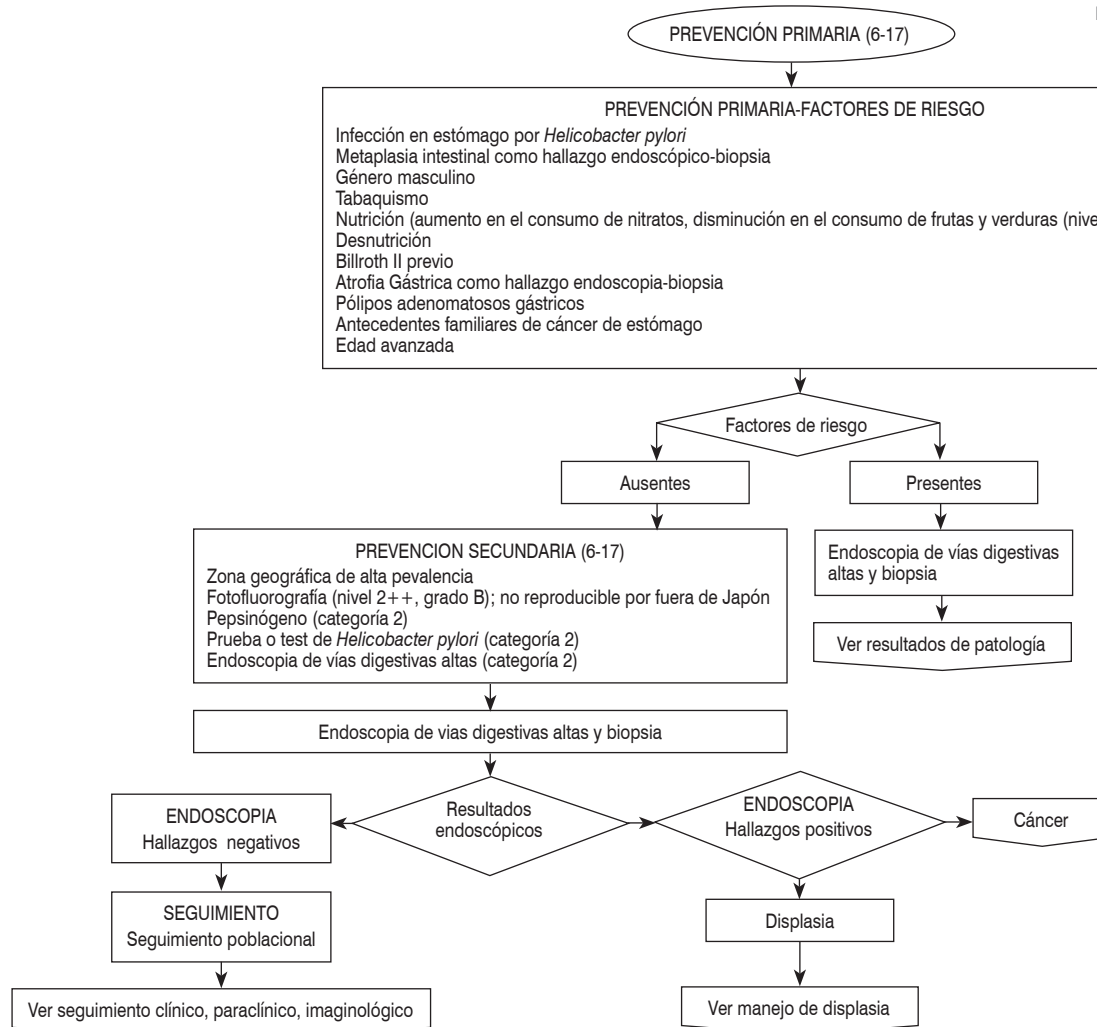 PREVENCIÓN PRIMARIA (6-17)
PREVENCIÓN PRIMARIA-FACTORES DE RIESGO
Infección en estómago por Helicobacter pylori
Metaplasia intestinal como hallazgo endoscópico-biopsia
Género masculino
Tabaquismo
Nutrición (aumento en el consumo de nitratos, disminución en el consumo de frutas y verduras (nive
Desnutrición
Billroth II previo
Atrofia Gástrica como hallazgo endoscopia-biopsia
Pólipos adenomatosos gástricos
Antecedentes familiares de cáncer de estómago
Edad avanzada
Factores de riesgo
Ausentes
Presentes
PREVENCION SECUNDARIA (6-17)
Zona geográfica de alta pevalencia
Fotofluorografía (nivel 2++, grado B); no reproducible por fuera de Japón
Pepsinógeno (categoría 2)
Prueba o test de Helicobacter pylori (categoría 2)
Endoscopia de vías digestivas altas (categoría 2)
Endoscopia de vías digestivas
altas y biopsia
Ver resultados de patología
Endoscopia de vias digestivas altas y biopsia
Resultados
endoscópicos
ENDOSCOPIA
Hallazgos negativos
ENDOSCOPIA
Hallazgos positivos
Cáncer
SEGUIMIENTO
Seguimiento poblacional
Displasia
Ver seguimiento clínico, paraclínico, imaginológico
Ver manejo de displasia